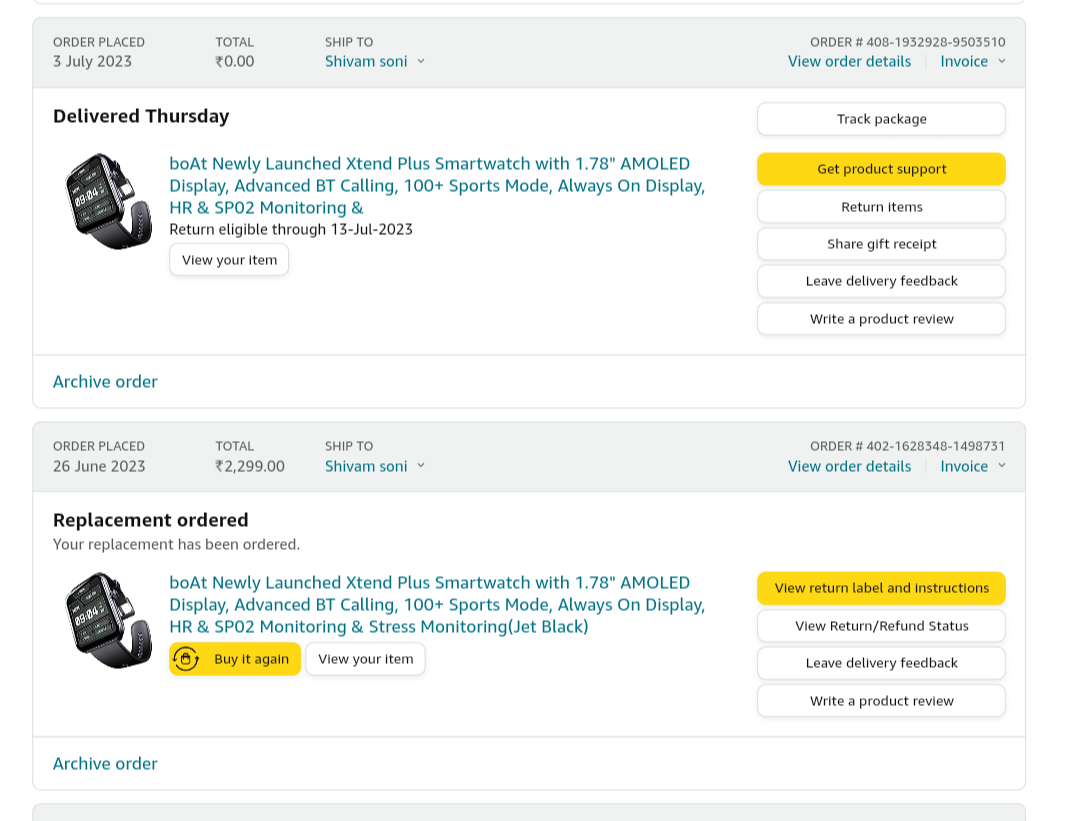 ORDER PLACED TOTAL SHIP TO ORDER # 408-1932928-9503510
3 July 2023 ₹0.00 Shivam soni View order details Invoice
Delivered Thursday
Track package
boAt Newly Launched Xtend Plus Smartwatch with 1.78" AMOLED
Display, Advanced BT Calling, 100+ Sports Mode, Always On Display,
HR & SP02 Monitoring &
Return eligible through 13-Jul-2023
View your item
Get product support
Return items
Share gift receipt
Leave delivery feedback
Write a product review
Archive order
ORDER PLACED TOTAL SHIP TO ORDER # 402-1628348-1498731
26 June 2023 ₹2,299.00 Shivam soni View order details Invoice
Replacement ordered
Your replacement has been ordered.
boAt Newly Launched Xtend Plus Smartwatch with 1.78" AMOLED
Display, Advanced BT Calling, 100+ Sports Mode, Always On Display,
HR & SP02 Monitoring & Stress Monitoring(Jet Black)
Buy it again View your item
View return label and instructions
View Return/Refund Status
Leave delivery feedback
Write a product review
Archive order